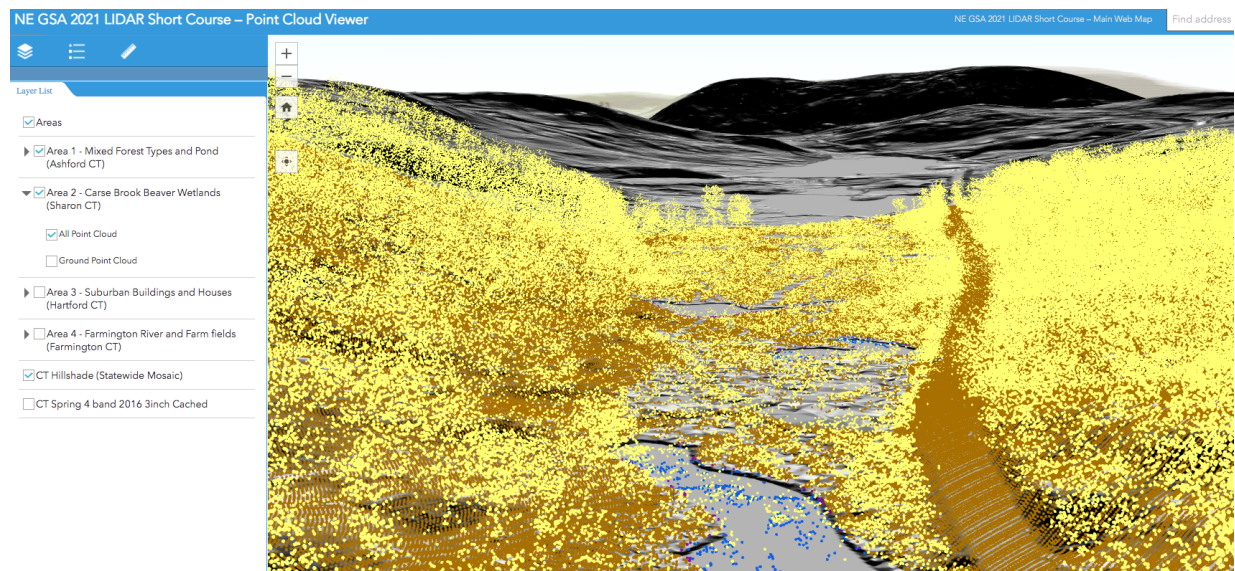 NE GSA 2021 LIDAR Short Course – Point Cloud Viewer
NE GSA 2021 LIDAR Short Course – Main Web Map
Find address
Layer List
Areas
Area 1 - Mixed Forest Types and Pond
(Ashford CT)
Area 2 - Carse Brook Beaver Wetlands
(Sharon CT)
All Point Cloud
Ground Point Cloud
Area 3 - Suburban Buildings and Houses
(Hartford CT)
Area 4 - Farmington River and Farm fields
(Farmington CT)
CT Hillshade (Statewide Mosaic)
CT Spring 4 band 2016 3inch Cached